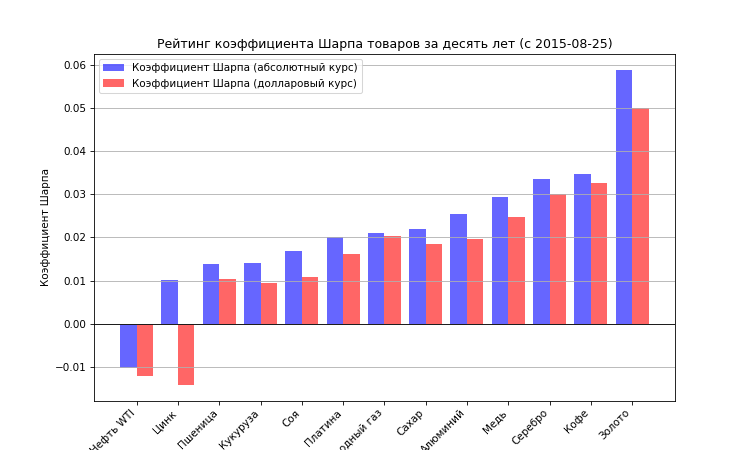 Рейтинг коэффициента Шарпа товаров за десять лет (с 2015-08-25)
Коэффициент Шарпа (абсолютный курс)
Коэффициент Шарпа (долларовый курс)
Коэффициент Шарпа
0.06
0.05
0.04
0.03
0.02
0.01
0.00
−0.01
Нефть WTI
Цинк
Пшеница
Кукуруза
Соя
Платина
газ
Сахар
Алюминий
Медь
Серебро
Кофе
Золото